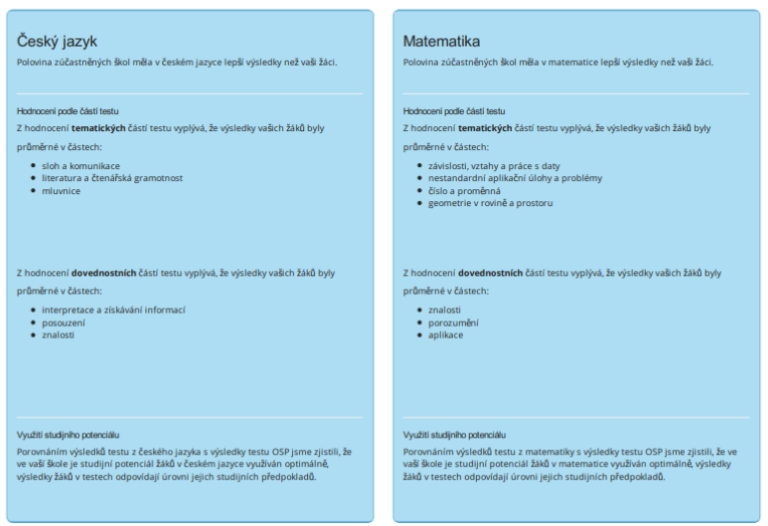 Český jazyk
Polovina zúčastněných škol měla v českém jazyce lepší výsledky než vaši žáci.
Hodnocení podle částí testu
Z hodnocení tematických částí testu vyplývá, že výsledky vašich žáků byly
průměrné v částech:
• sloh a komunikace
• literatura a čtenářská gramotnost
• mluvnice
Z hodnocení dovednostních částí testu vyplývá, že výsledky vašich žáků byly
průměrné v částech:
• interpretace a získávání informací
• posouzení
• znalosti
Využití studijního potenciálu
Porovnáním výsledků testu z českého jazyka s výsledky testu OSP jsme zjistili, že
ve vaší škole je studijní potenciál žáků v českém jazyce využíván optimálně,
výsledky žáků v testech odpovídají úrovni jejich studijních předpokladů.
Matematika
Polovina zúčastněných škol měla v matematice lepší výsledky než vaši žáci.
Hodnocení podle částí testu
Z hodnocení tematických částí testu vyplývá, že výsledky vašich žáků byly
průměrné v částech:
• závislosti, vztahy a práce s daty
• nestandardní aplikační úlohy a problémy
• číslo a proměnná
• geometrie v rovině a prostoru
Z hodnocení dovednostních částí testu vyplývá, že výsledky vašich žáků byly
průměrné v částech:
• znalosti
• porozumění
• aplikace
Využití studijního potenciálu
Porovnáním výsledků testu z matematiky s výsledky testu OSP jsme zjistili, že ve
vaší škole je studijní potenciál žáků v matematice využíván optimálně, výsledky
žáků v testech odpovídají úrovni jejich studijních předpokladů.